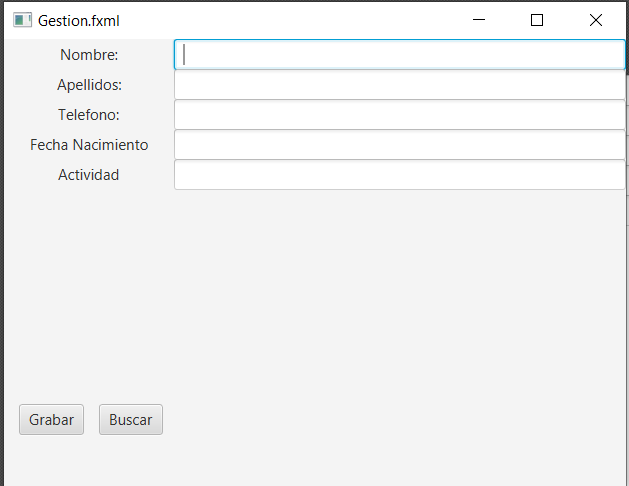 Gestion.fxml
Nombre:
Apellidos:
Telefono:
Fecha Nacimiento
Actividad
Grabar Buscar